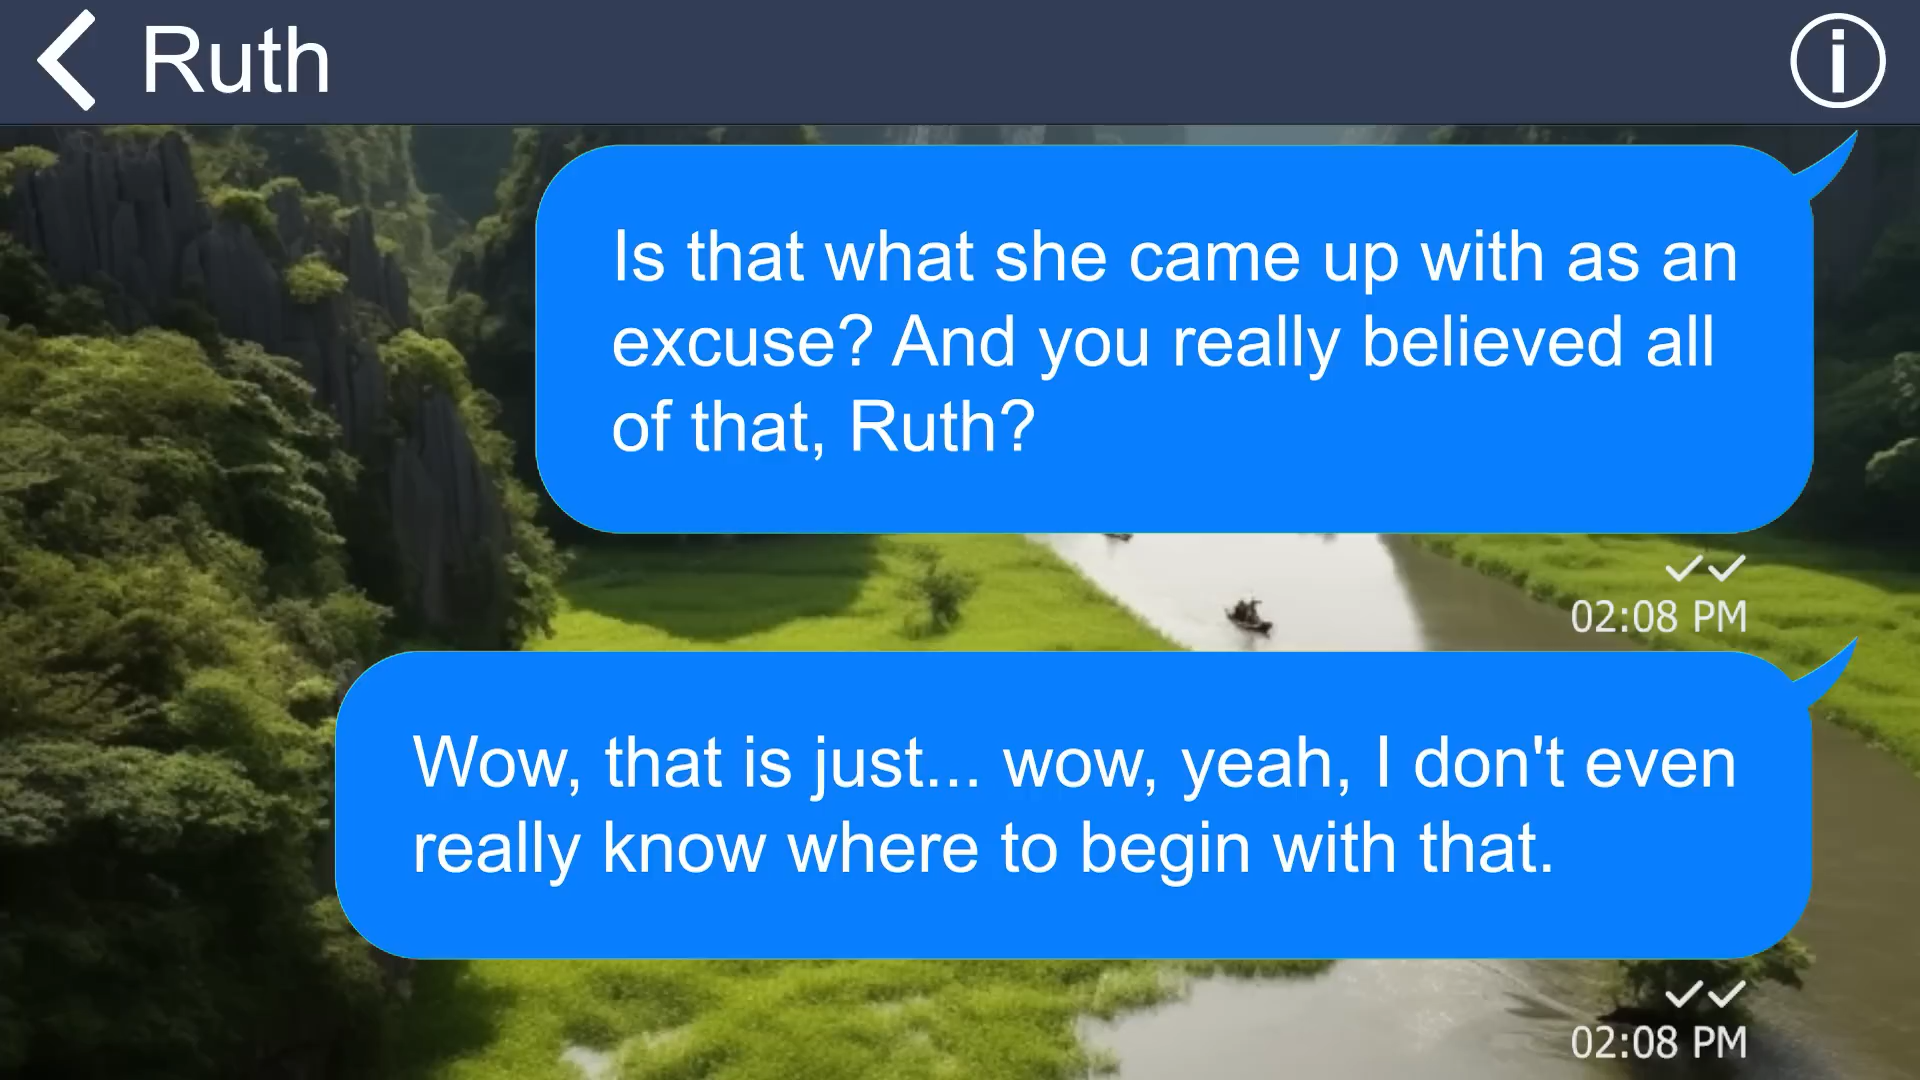 Ruth
Is that what she came up with as an
excuse? And you really believed all
of that, Ruth?
02:08 PM
Wow, that is just... wow, yeah, I don't even
really know where to begin with that.
02:08 PM